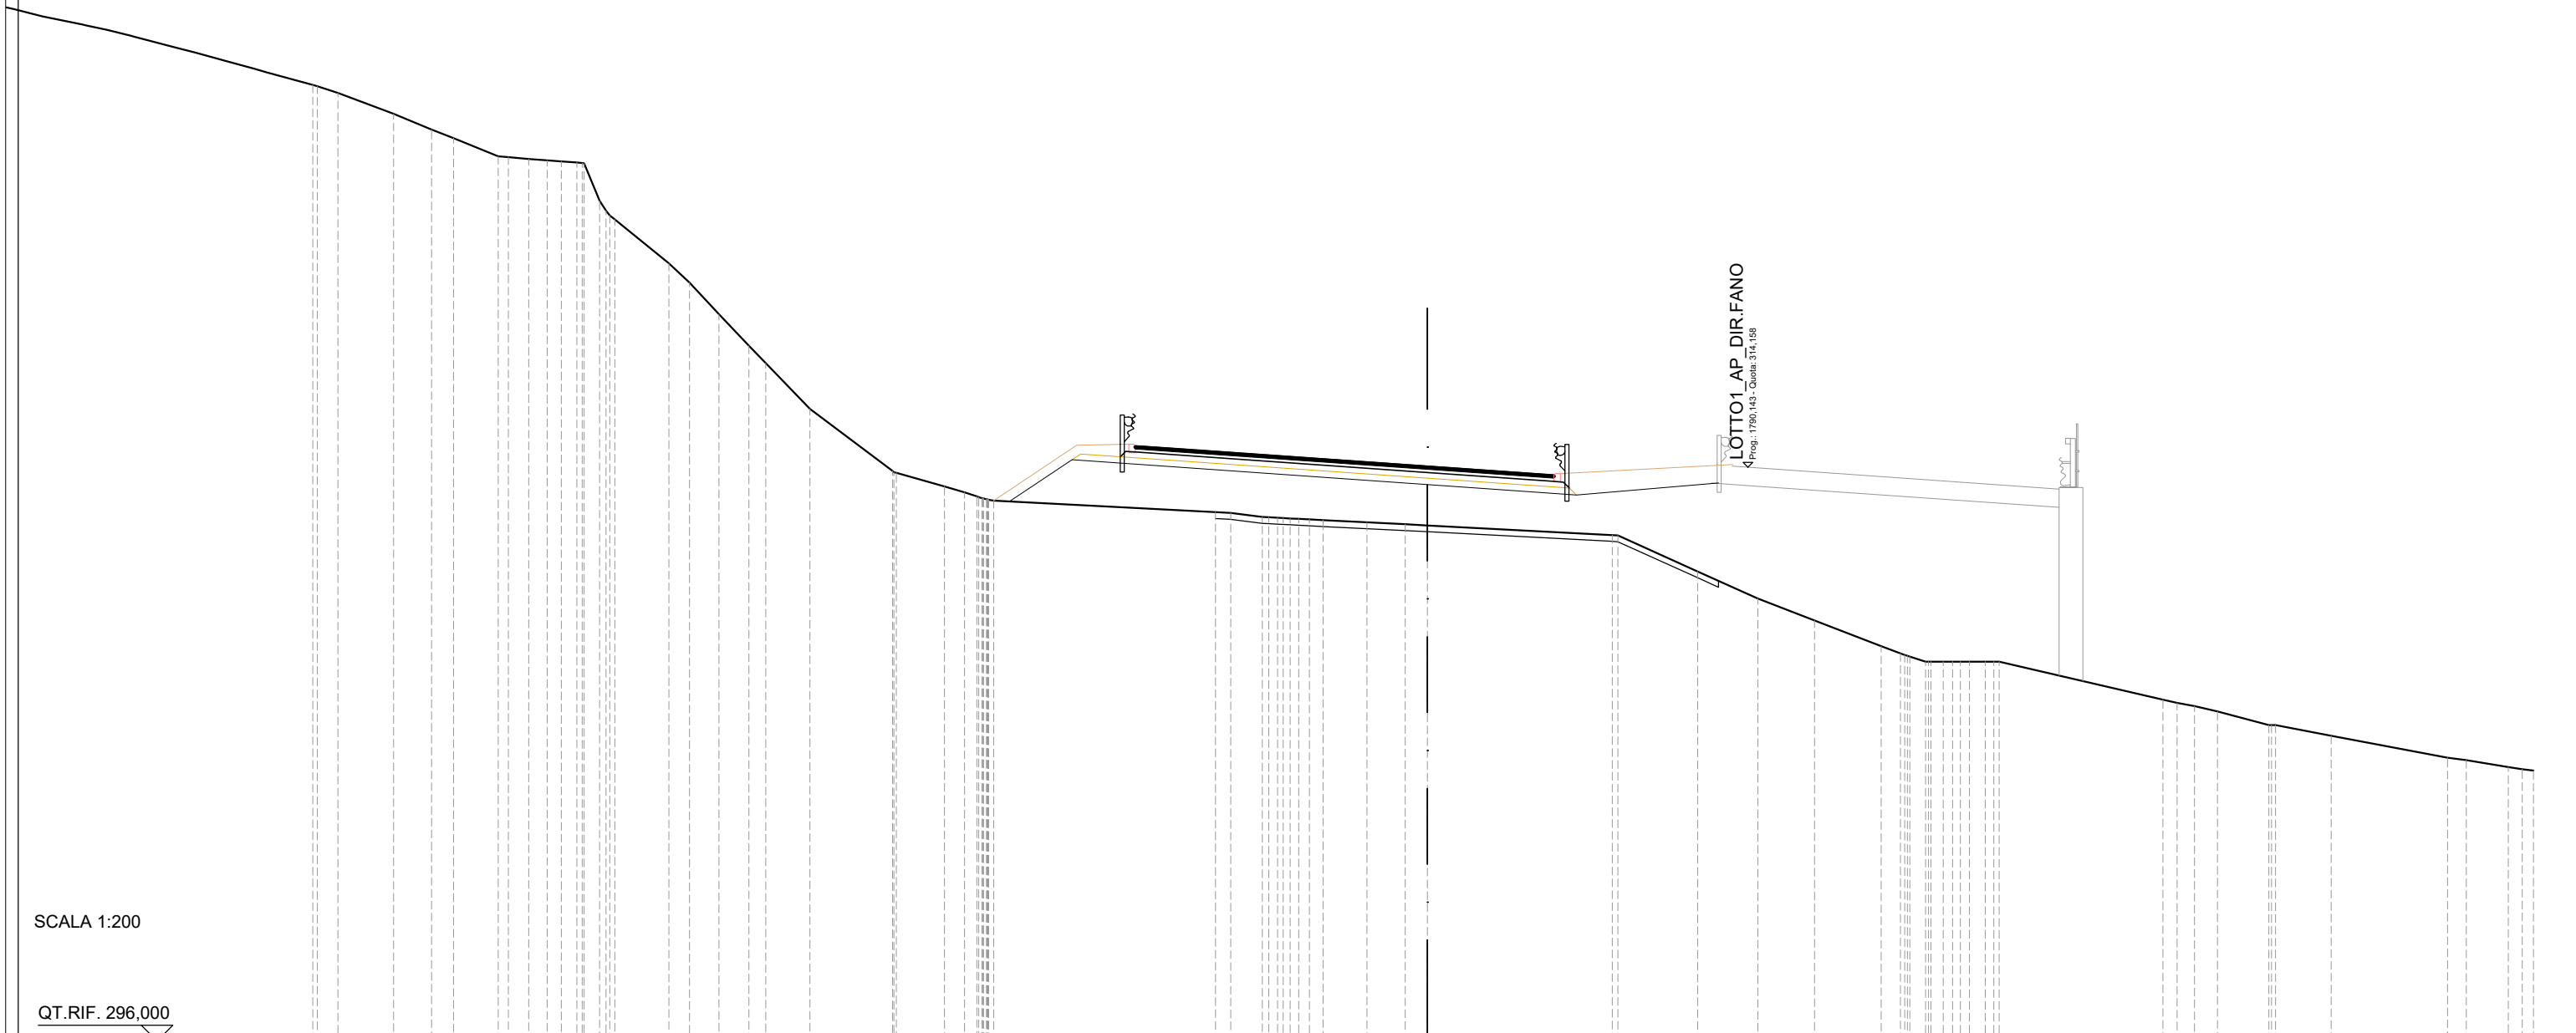 LOTTO1_AP_DIR.FANO
Prog.: 1790,143 - Quota: 314,158
SCALA 1:200
QT.RIF. 296,000